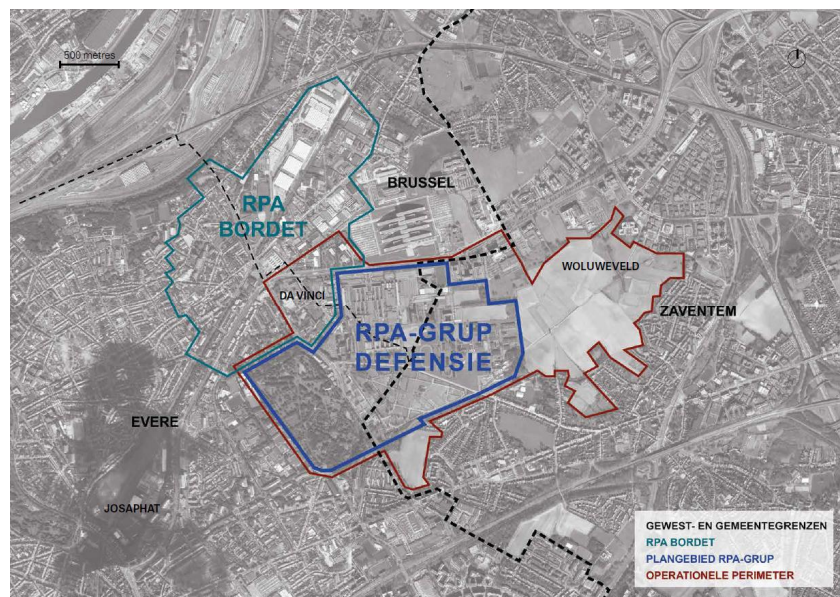 500 mètres
BRUSSEL
RPA
BORDET
WOLUWEVELD
DA VINCI
ZAVENTEM
RPA-GRUP
DEFENSIE
EVERE
JOSAPHAT
GEWEST- EN GEMEENTEGRENZEN
RPA BORDET
PLANGEBIED RPA-GRUP
OPERATIONELE PERIMETER